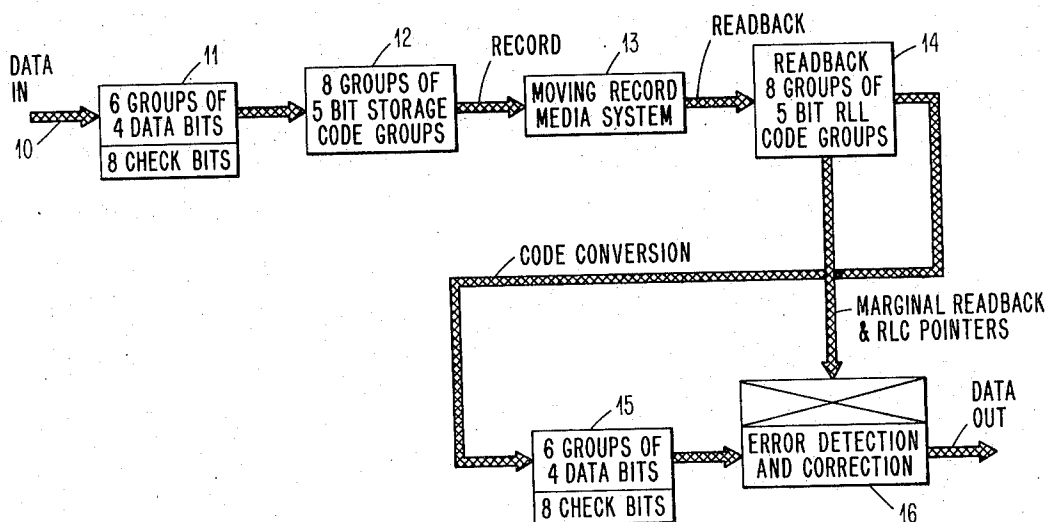 DATA
IN
10
11
6 GROUPS OF
4 DATA BITS
8 CHECK BITS
12
8 GROUPS OF
5 BIT STORAGE
CODE GROUPS
RECORD
13
MOVING RECORD
MEDIA SYSTEM
READBACK
14
READBACK
8 GROUPS OF
5 BIT RLL
CODE GROUPS
CODE CONVERSION
MARGINAL READBACK
& RLC POINTERS
15
6 GROUPS OF
4 DATA BITS
8 CHECK BITS
ERROR DETECTION
AND CORRECTION
16
DATA
OUT